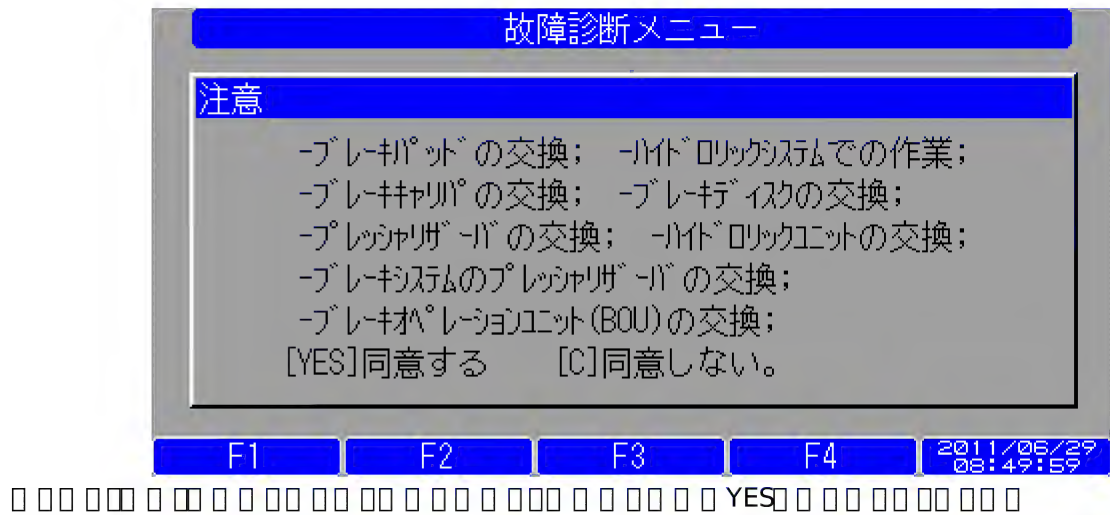 故障診断メニュー
注意
-ﾌﾞﾚｰｷﾊﾟｯﾄﾞの交換; -ﾊｲﾄﾞﾛﾘｯｸｼｽﾃﾑでの作業;
-ﾌﾞﾚｰｷｷｬﾘﾊﾟの交換; -ﾌﾞﾚｰｷﾃﾞｨｽｸの交換;
-ﾌﾟﾚｯｼｬﾘｻﾞｰﾊﾞの交換; -ﾊｲﾄﾞﾛﾘｯｸﾕﾆｯﾄの交換;
-ﾌﾞﾚｰｷｼｽﾃﾑのﾌﾟﾚｯｼｬﾘｻﾞｰﾊﾞの交換;
-ﾌﾞﾚｰｷｵﾍﾟﾚｰｼｮﾝﾕﾆｯﾄ(BOU)の交換;
[YES]同意する [C]同意しない。
F1 F2 F3 F4 2011/06/29
08:49:59
YES